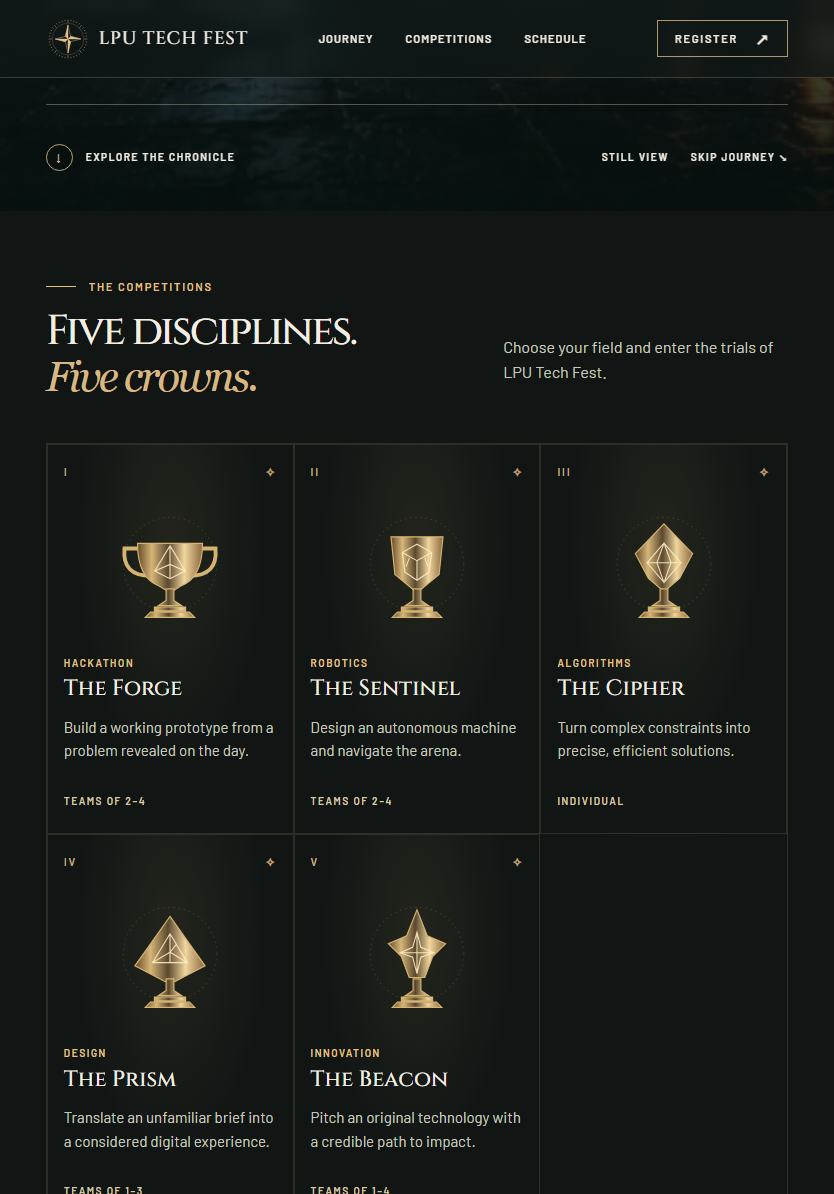 LPU TECH FEST
JOURNEY
COMPETITIONS
SCHEDULE
REGISTER ↗
↓ EXPLORE THE CHRONICLE
STILL VIEW
SKIP JOURNEY ↘
THE COMPETITIONS
FIVE DISCIPLINES.
Five crowns.
Choose your field and enter the trials of
LPU Tech Fest.
I
HACKATHON
THE FORGE
Build a working prototype from a
problem revealed on the day.
TEAMS OF 2–4
II
ROBOTICS
THE SENTINEL
Design an autonomous machine
and navigate the arena.
TEAMS OF 2–4
III
ALGORITHMS
THE CIPHER
Turn complex constraints into
precise, efficient solutions.
INDIVIDUAL
IV
DESIGN
THE PRISM
Translate an unfamiliar brief into
a considered digital experience.
TEAMS OF 1–3
V
INNOVATION
THE BEACON
Pitch an original technology with
a credible path to impact.
TEAMS OF 1–4